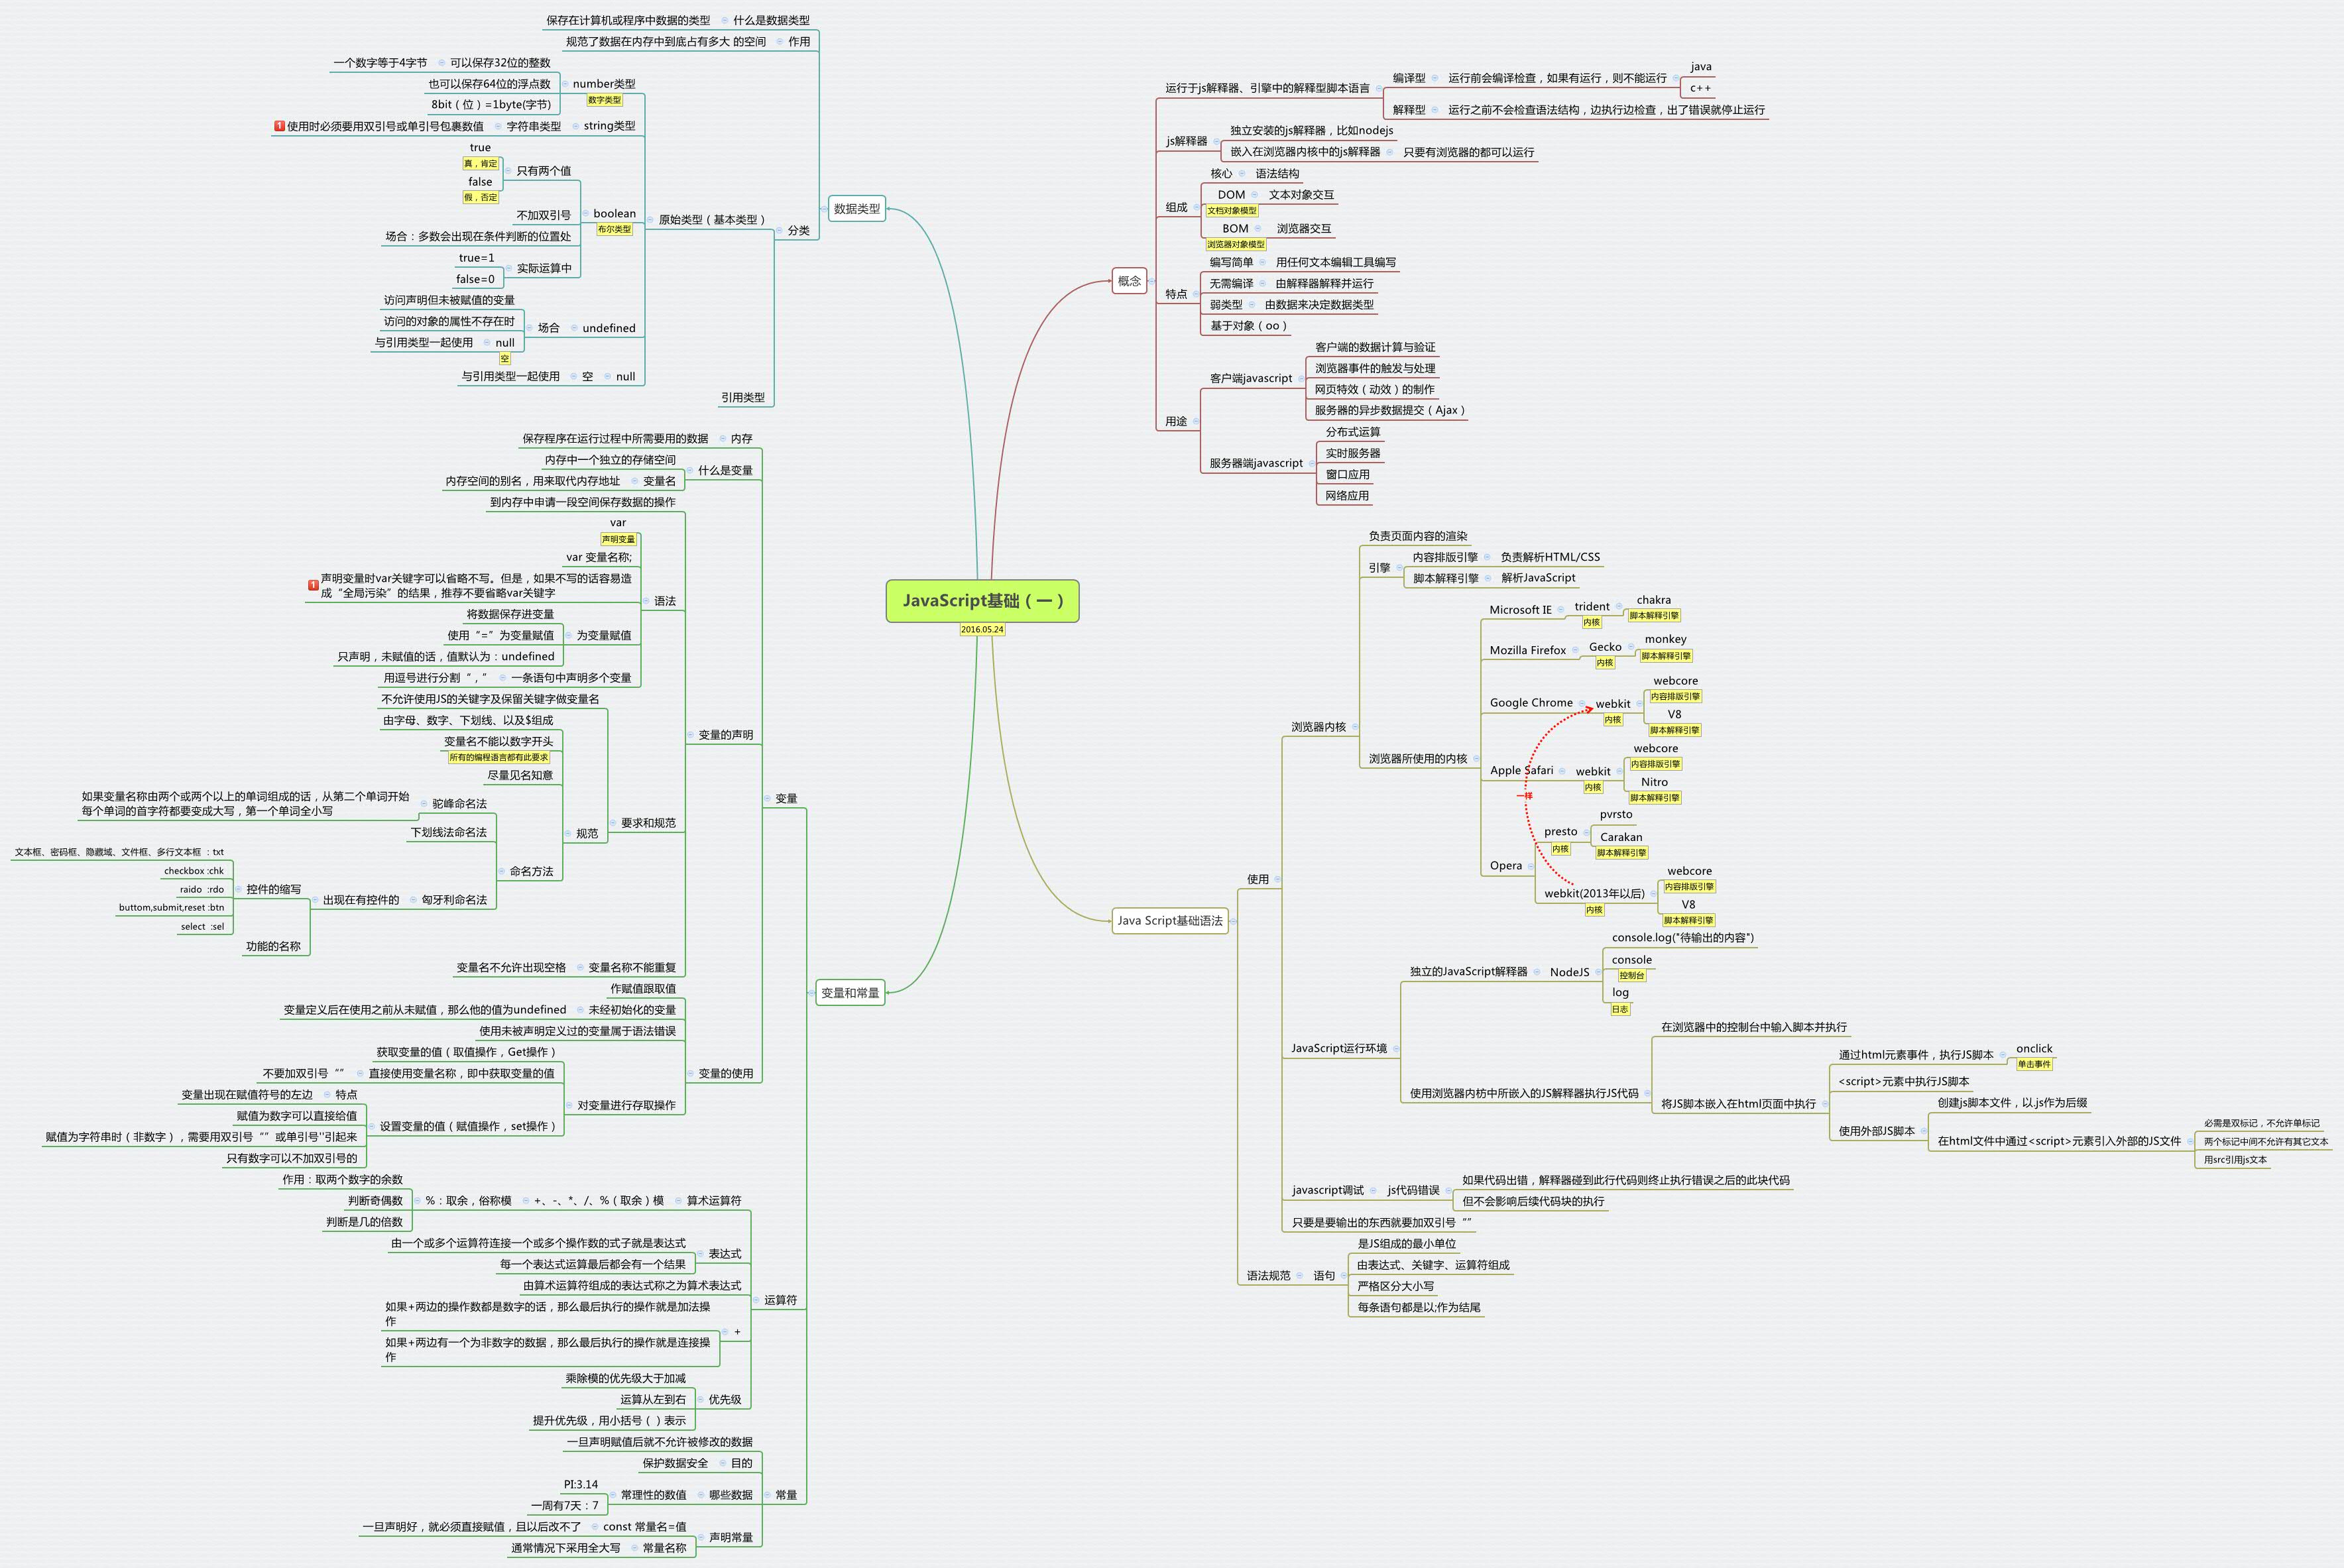 JavaScript基础（一）
2016.05.24
概念
运行于js解释器、引擎中的解释型脚本语言
编译型
运行前会编译检查，如果有运行，则不能运行
java
c++
解释型
运行之前不会检查语法结构，边执行边检查，出了错误就停止运行
js解释器
独立安装的js解释器，比如nodejs
嵌入在浏览器内核中的js解释器
只要有浏览器的都可以运行
组成
核心
语法结构
DOM
文档对象模型
文本对象交互
BOM
浏览器对象模型
浏览器交互
特点
编写简单
用任何文本编辑工具编写
无需编译
由解释器解释并运行
弱类型
由数据来决定数据类型
基于对象（oo）
用途
客户端javascript
客户端的数据计算与验证
浏览器事件的触发与处理
网页特效（动效）的制作
服务器的异步数据提交（Ajax）
服务器端javascript
分布式运算
实时服务器
窗口应用
网络应用
Java Script基础语法
使用
浏览器内核
负责页面内容的渲染
引擎
内容排版引擎
负责解析HTML/CSS
脚本解释引擎
解析JavaScript
浏览器所使用的内核
Microsoft IE
trident
内核
chakra
脚本解释引擎
Mozilla Firefox
Gecko
内核
monkey
脚本解释引擎
Google Chrome
webkit
内核
webcore
内容排版引擎
V8
脚本解释引擎
Apple Safari
webkit
内核
webcore
内容排版引擎
Nitro
脚本解释引擎
一样
Opera
presto
内核
pvrsto
Carakan
脚本解释引擎
webkit(2013年以后)
内核
webcore
内容排版引擎
V8
脚本解释引擎
JavaScript运行环境
独立的JavaScript解释器
NodeJS
console.log("待输出的内容")
console
控制台
log
日志
使用浏览器内枋中所嵌入的JS解释器执行JS代码
在浏览器中的控制台中输入脚本并执行
将JS脚本嵌入在html页面中执行
通过html元素事件，执行JS脚本
onclick
单击事件
<script>元素中执行JS脚本
使用外部JS脚本
创建js脚本文件，以.js作为后缀
在html文件中通过<script>元素引入外部的JS文件
必需是双标记，不允许单标记
两个标记中间不允许有其它文本
用src引用js文本
javascript调试
js代码错误
如果代码出错，解释器碰到此行代码则终止执行错误之后的此块代码
但不会影响后续代码块的执行
只要是要输出的东西就要加双引号“”
语法规范
语句
是JS组成的最小单位
由表达式、关键字、运算符组成
严格区分大小写
每条语句都是以;作为结尾
数据类型
什么是数据类型
保存在计算机或程序中数据的类型
作用
规范了数据在内存中到底占有多大 的空间
分类
原始类型（基本类型）
number类型
数字类型
可以保存32位的整数
一个数字等于4字节
也可以保存64位的浮点数
8bit（位）=1byte(字节)
string类型
字符串类型
1 使用时必须要用双引号或单引号包裹数值
boolean
布尔类型
只有两个值
true
真，肯定
false
假，否定
不加双引号
场合：多数会出现在条件判断的位置处
实际运算中
true=1
false=0
undefined
场合
访问声明但未被赋值的变量
访问的对象的属性不存在时
null
空
与引用类型一起使用
null
空
与引用类型一起使用
引用类型
变量和常量
变量
内存
保存程序在运行过程中所需要用的数据
什么是变量
内存中一个独立的存储空间
变量名
内存空间的别名，用来取代内存地址
变量的声明
到内存中申请一段空间保存数据的操作
语法
var
声明变量
var 变量名称;
1 声明变量时var关键字可以省略不写。但是，如果不写的话容易造
成“全局污染”的结果，推荐不要省略var关键字
为变量赋值
将数据保存进变量
使用“=”为变量赋值
只声明，未赋值的话，值默认为：undefined
一条语句中声明多个变量
用逗号进行分割“，”
要求和规范
不允许使用JS的关键字及保留关键字做变量名
规范
由字母、数字、下划线、以及$组成
变量名不能以数字开头
所有的编程语言都有此要求
尽量见名知意
命名方法
驼峰命名法
如果变量名称由两个或两个以上的单词组成的话，从第二个单词开始
每个单词的首字符都要变成大写，第一个单词全小写
下划线法命名法
匈牙利命名法
出现在有控件的
控件的缩写
文本框、密码框、隐藏域、文件框、多行文本框 ：txt
checkbox :chk
raido :rdo
buttom,submit,reset :btn
select :sel
功能的名称
变量名称不能重复
变量名不允许出现空格
变量的使用
作赋值跟取值
未经初始化的变量
变量定义后在使用之前从未赋值，那么他的值为undefined
使用未被声明定义过的变量属于语法错误
对变量进行存取操作
获取变量的值（取值操作，Get操作）
直接使用变量名称，即中获取变量的值
不要加双引号“”
设置变量的值（赋值操作，set操作）
特点
变量出现在赋值符号的左边
赋值为数字可以直接给值
赋值为字符串时（非数字），需要用双引号“”或单引号''引起来
只有数字可以不加双引号的
运算符
算术运算符
+、-、*、/、%（取余）模
%：取余，俗称模
作用：取两个数字的余数
判断奇偶数
判断是几的倍数
表达式
由一个或多个运算符连接一个或多个操作数的式子就是表达式
每一个表达式运算最后都会有一个结果
由算术运算符组成的表达式称之为算术表达式
+
如果+两边的操作数都是数字的话，那么最后执行的操作就是加法操
作
如果+两边有一个为非数字的数据，那么最后执行的操作就是连接操
作
优先级
乘除模的优先级大于加减
运算从左到右
提升优先级，用小括号（）表示
常量
一旦声明赋值后就不允许被修改的数据
目的
保护数据安全
哪些数据
常理性的数值
PI:3.14
一周有7天：7
声明常量
const 常量名=值
一旦声明好，就必须直接赋值，且以后改不了
常量名称
通常情况下采用全大写